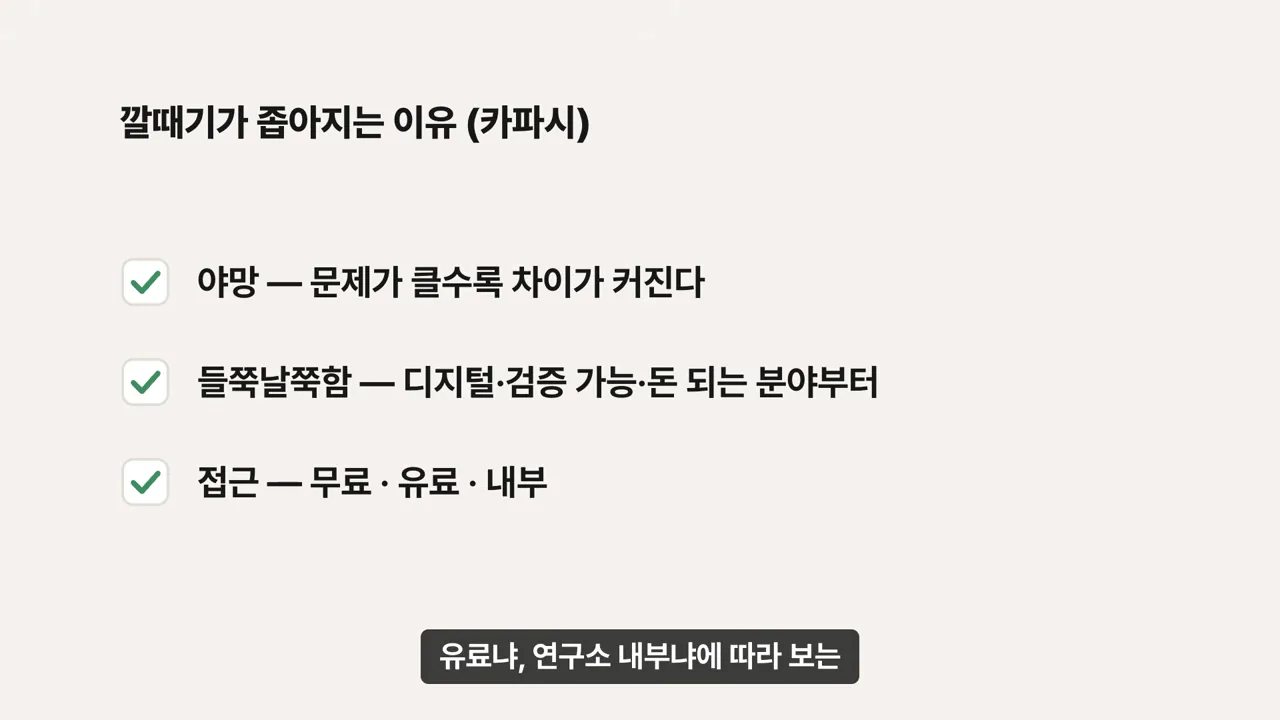 깔때기가 좁아지는 이유 (카파시)
야망 — 문제가 클수록 차이가 커진다
들쭉날쭉함 — 디지털·검증 가능·돈 되는 분야부터
접근 — 무료 · 유료 · 내부
유료냐, 연구소 내부냐에 따라 보는